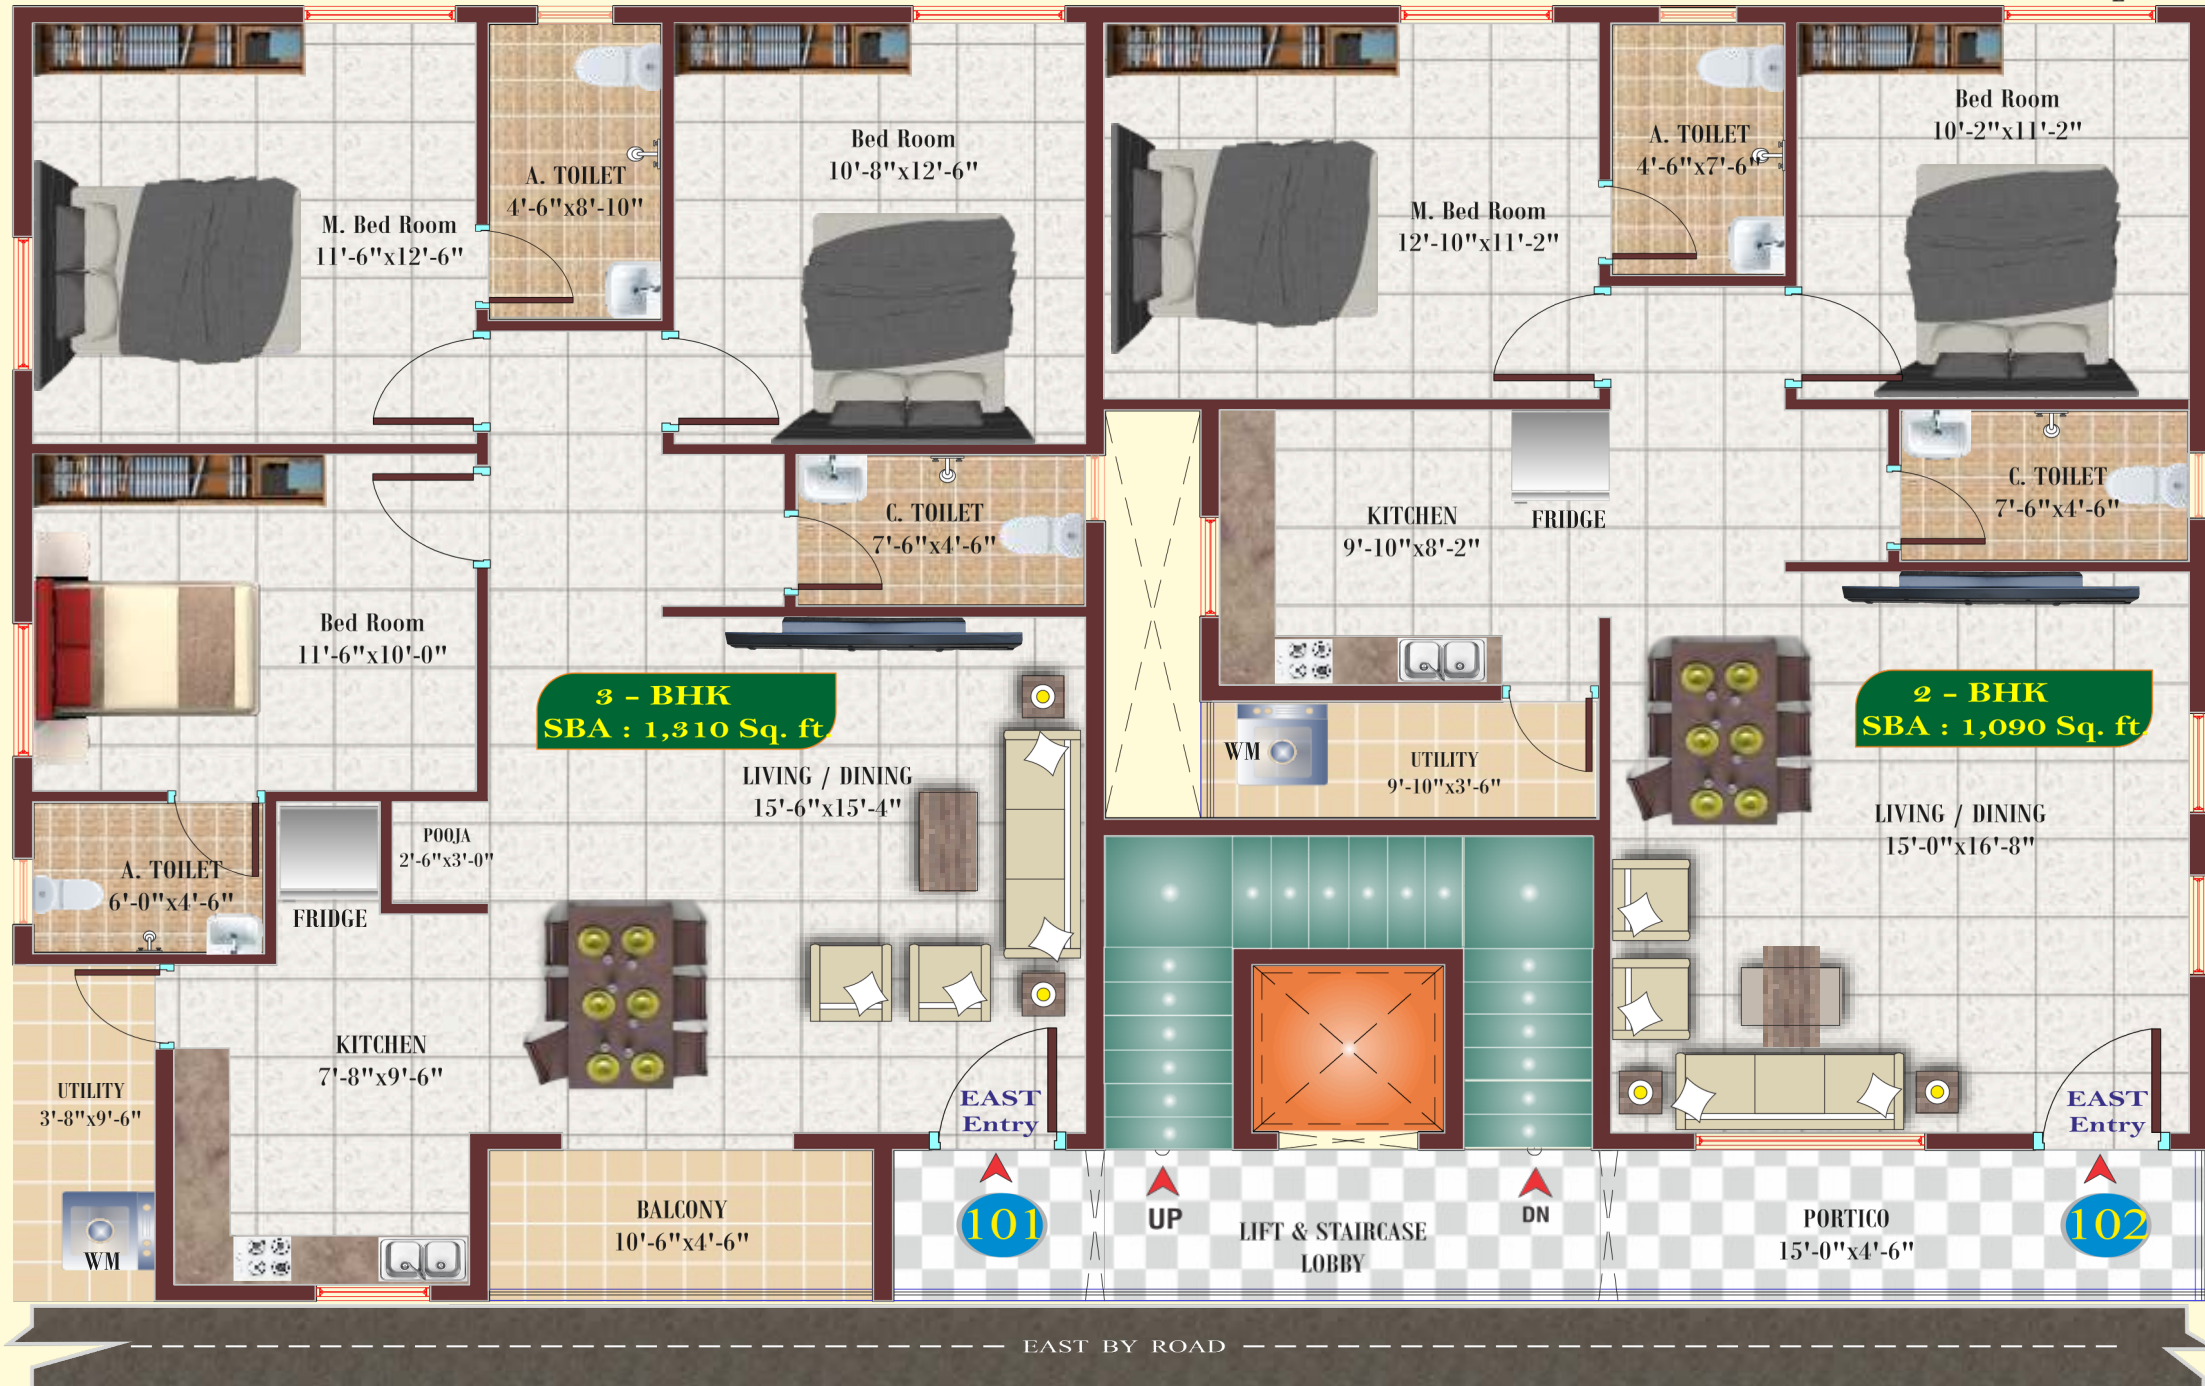 M. Bed Room
11'-6"x12'-6"
A. TOILET
4'-6"x8'-10"
Bed Room
10'-8"x12'-6"
M. Bed Room
12'-10"x11'-2"
A. TOILET
4'-6"x7'-6"
Bed Room
10'-2"x11'-2"
C. TOILET
7'-6"x4'-6"
KITCHEN
9'-10"x8'-2"
FRIDGE
C. TOILET
7'-6"x4'-6"
Bed Room
11'-6"x10'-0"
3 - BHK
SBA : 1,310 Sq. ft.
LIVING / DINING
15'-6"x15'-4"
WM
UTILITY
9'-10"x3'-6"
2 - BHK
SBA : 1,090 Sq. ft.
LIVING / DINING
15'-0"x16'-8"
POOJA
2'-6"x3'-0"
A. TOILET
6'-0"x4'-6"
FRIDGE
KITCHEN
7'-8"x9'-6"
UTILITY
3'-8"x9'-6"
WM
EAST
Entry
EAST
Entry
BALCONY
10'-6"x4'-6"
101
UP
LIFT & STAIRCASE
LOBBY
DN
PORTICO
15'-0"x4'-6"
102
EAST BY ROAD